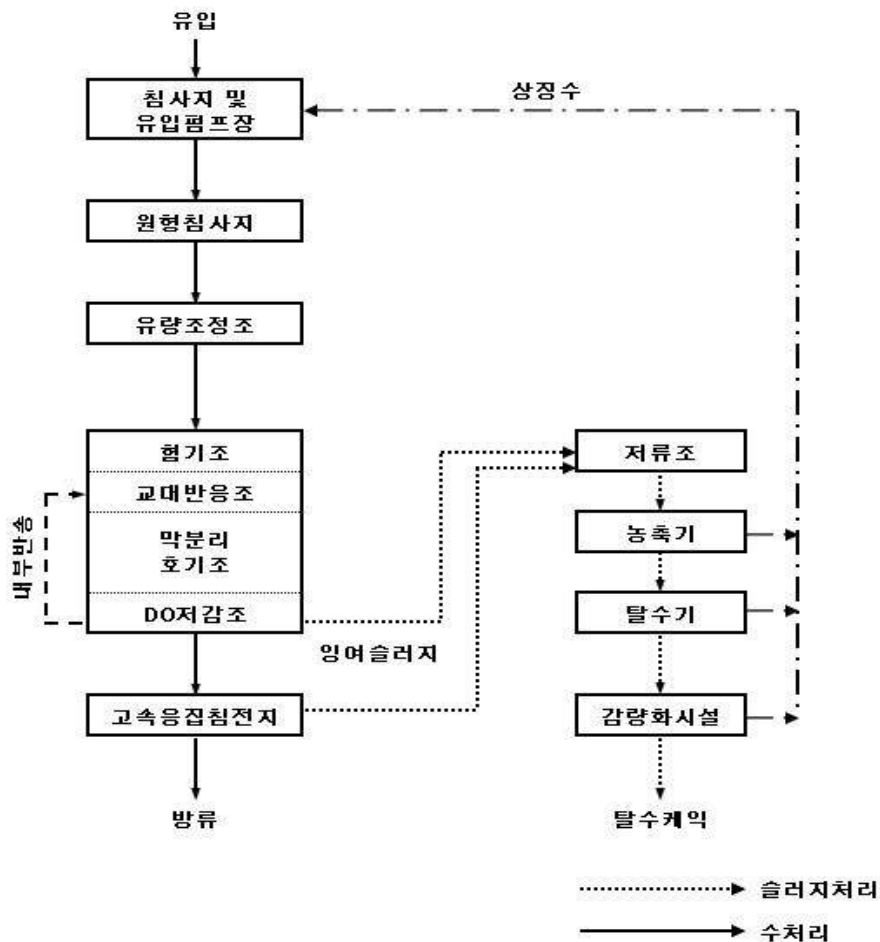 유입
침사지 및
유입펌프장
상징수
원형침사지
유량조정조
혐기조
교대반응조
막분리
호기조
DO저감조
내부반송
잉여슬러지
고속응집침전지
방류
저류조
농축기
탈수기
감량화시설
탈수케익
슬러지처리
수처리